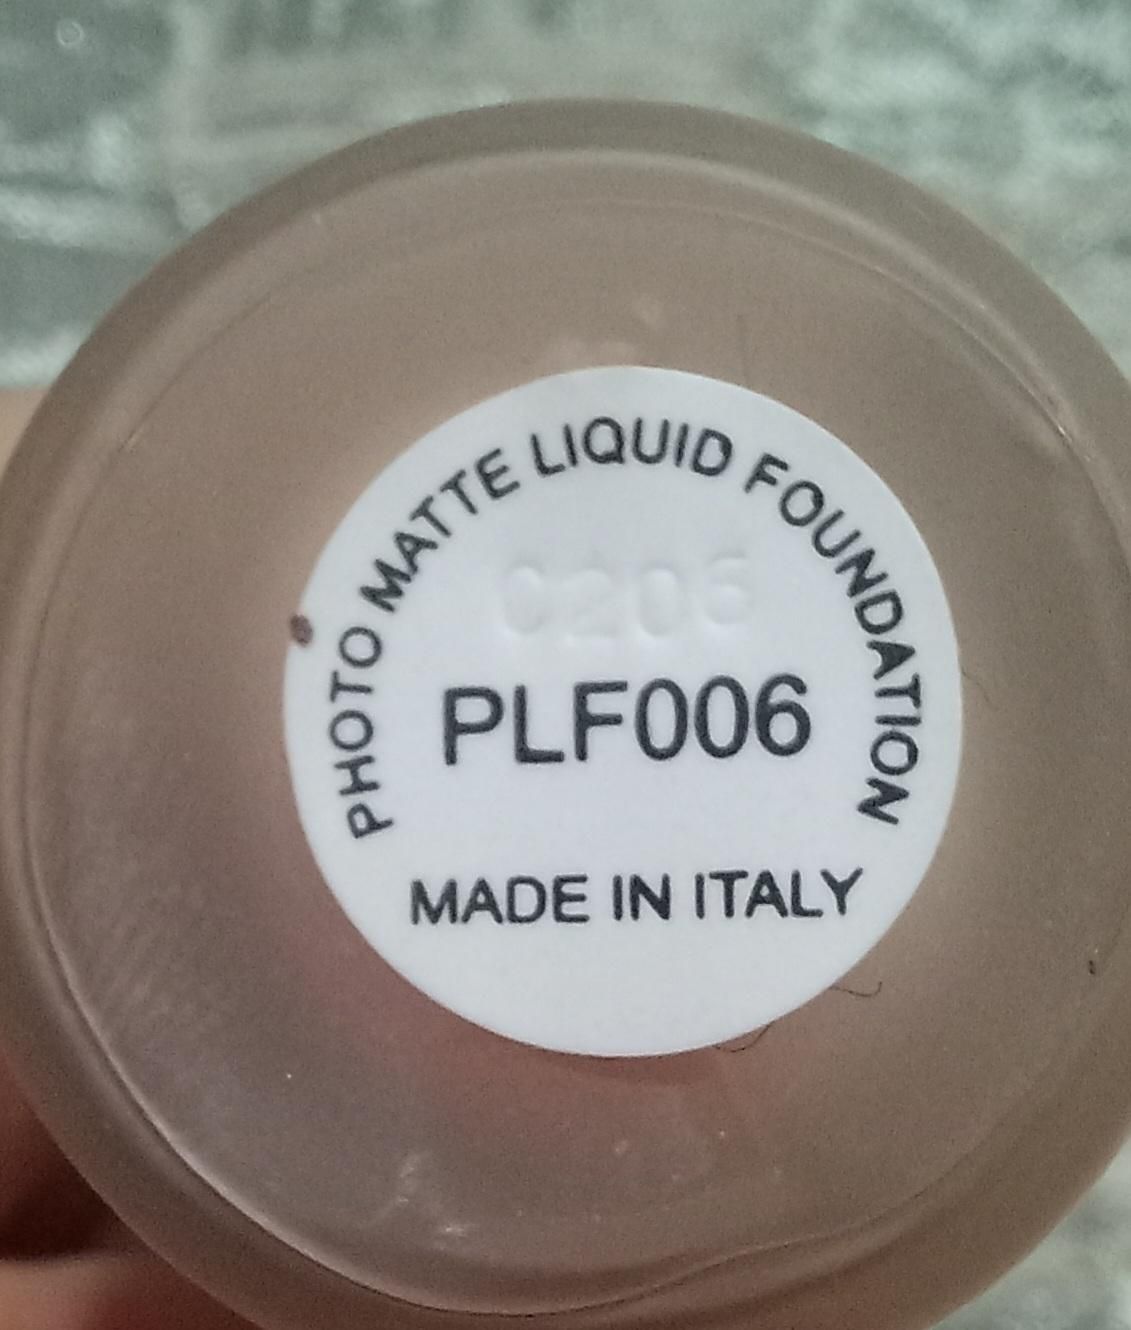 PHOTO MATTE LIQUID FOUNDATION
0206
PLF006
MADE IN ITALY